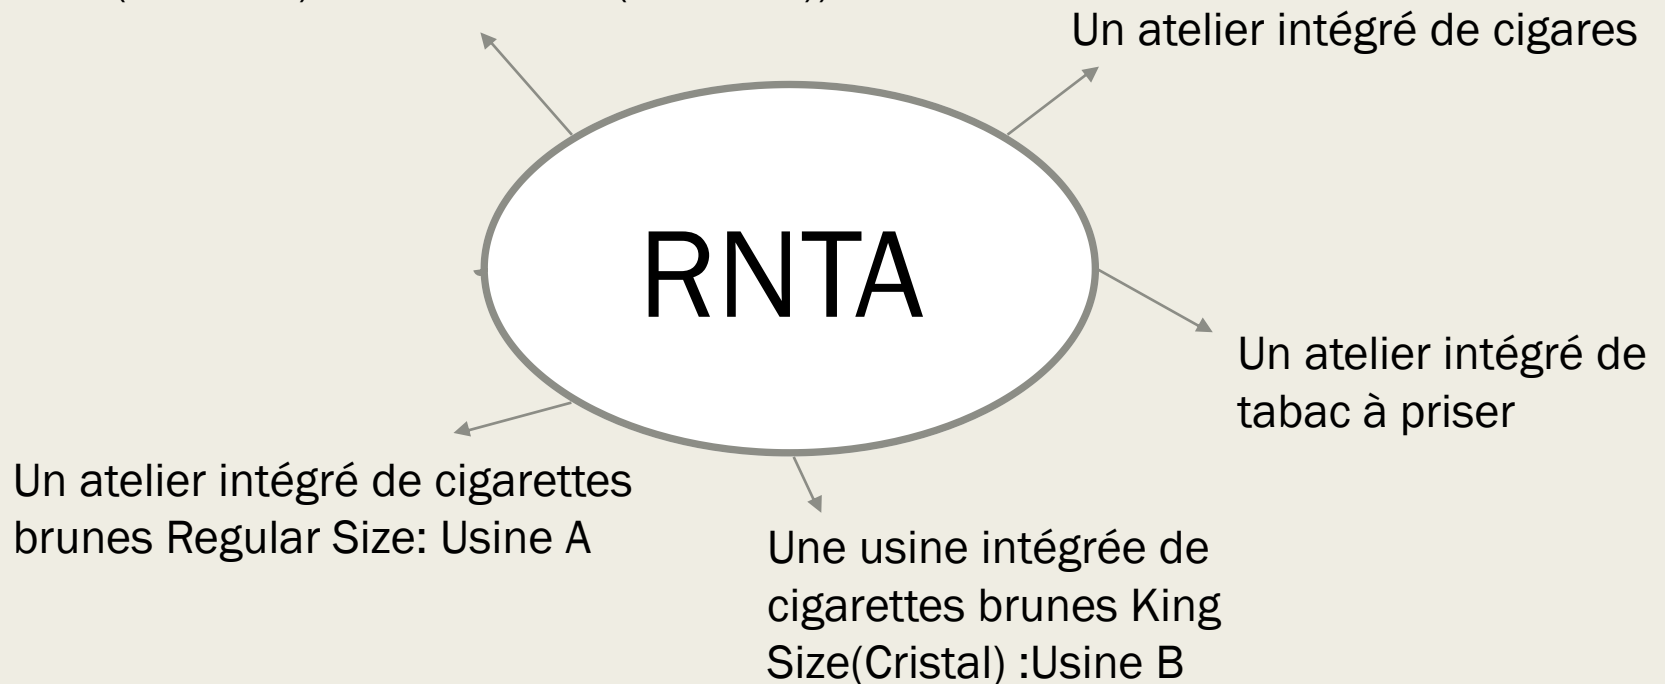 Un atelier intégré de cigares
RNTA
Un atelier intégré de
tabac à priser
Un atelier intégré de cigarettes
brunes Regular Size: Usine A
Une usine intégrée de
cigarettes brunes King
Size(Cristal) :Usine B